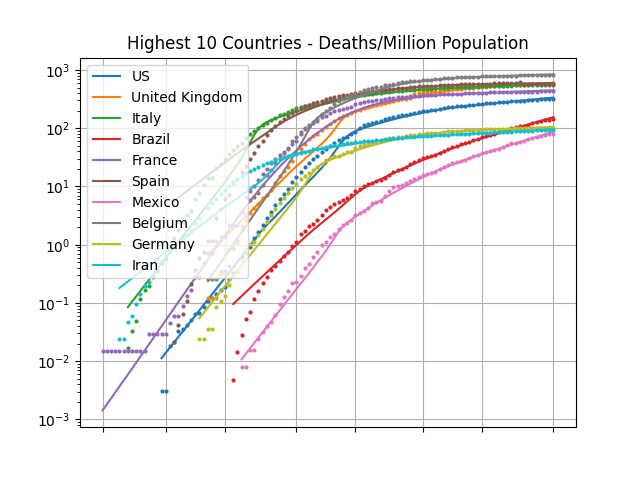 Highest 10 Countries - Deaths/Million Population
10³
10²
10¹
10⁰
10⁻¹
10⁻²
10⁻³
US
United Kingdom
Italy
Brazil
France
Spain
Mexico
Belgium
Germany
Iran